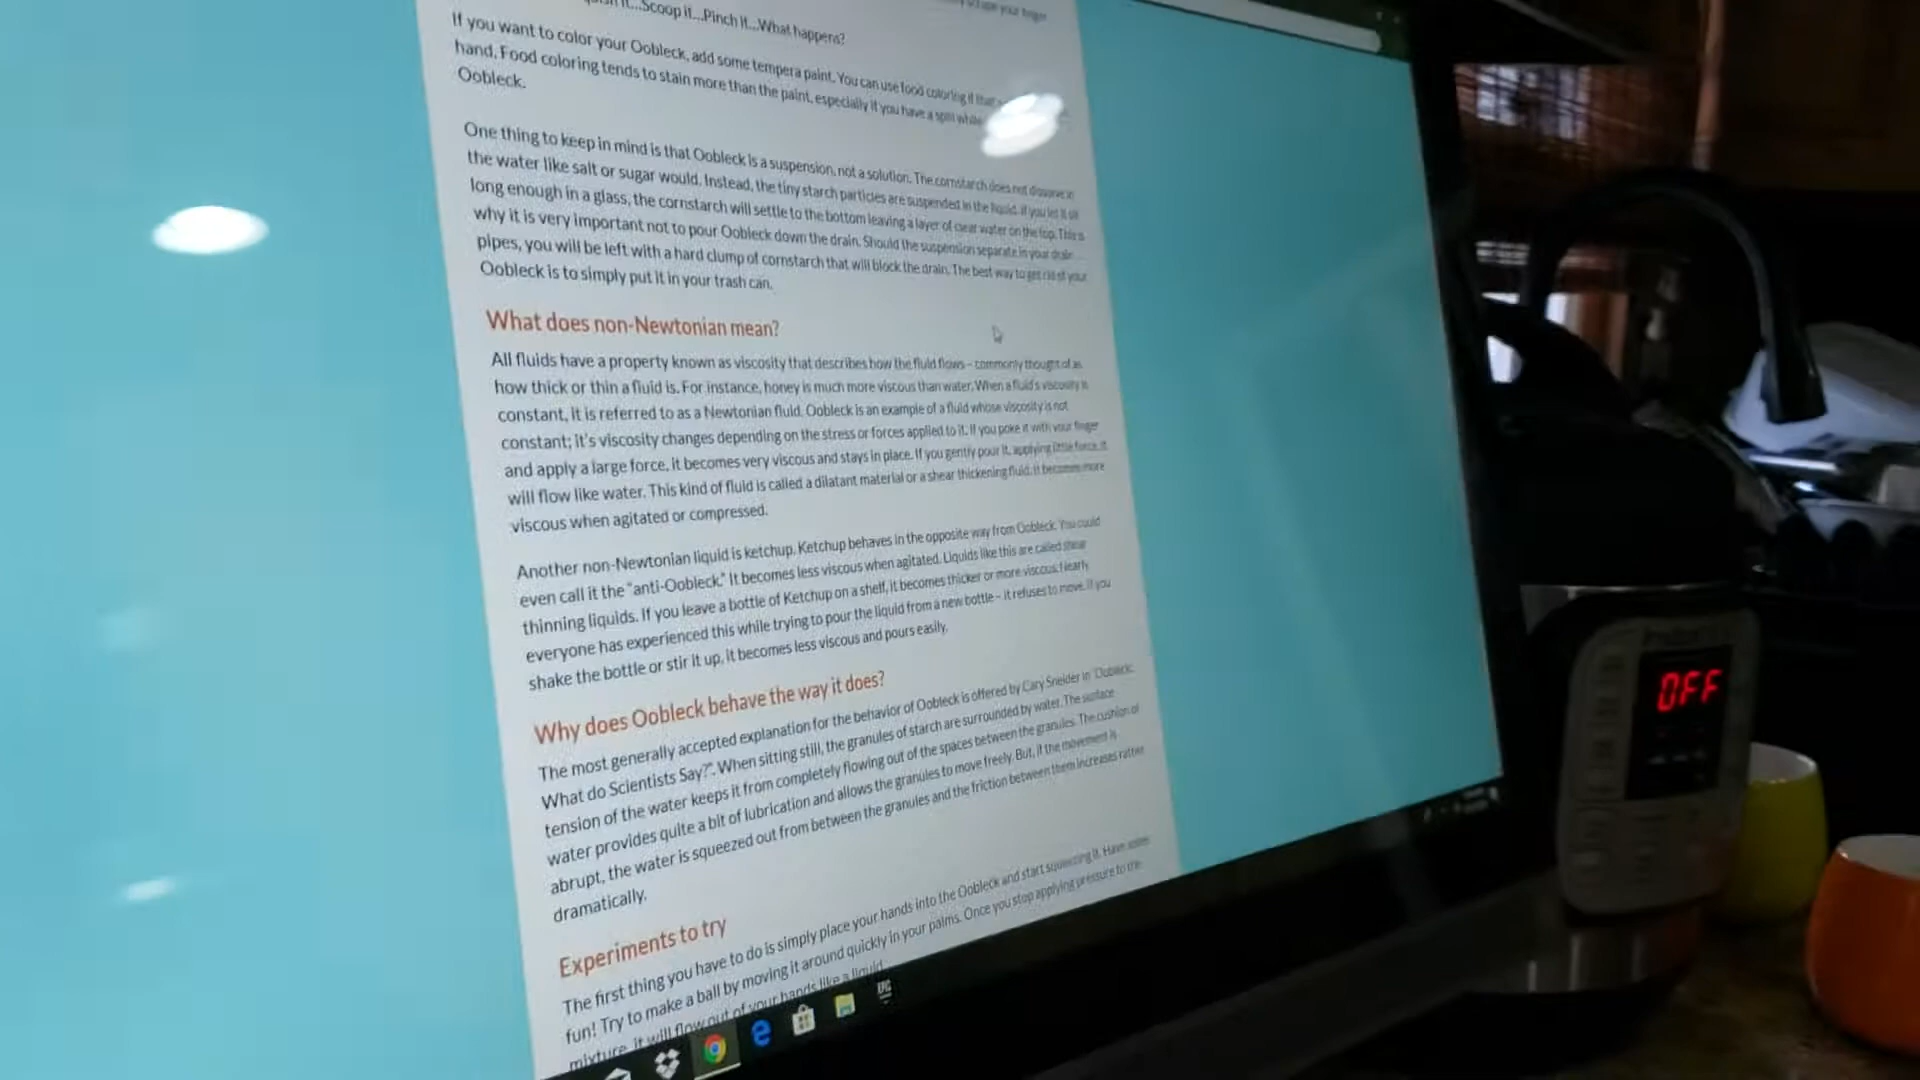 it...Scoop it...Pinch it...What happens?
your finger
If you want to color your Oobleck, add some tempera paint. You can use food coloring if
hand. Food coloring tends to stain more than the paint, especially if you have a spill while
Oobleck.
One thing to keep in mind is that Oobleck is a suspension, not a solution. The cornstarch does not dissolve in
the water like salt or sugar would. Instead, the tiny starch particles are suspended in the liquid. If you let it sit
long enough in a glass, the cornstarch will settle to the bottom leaving a layer of clear water on the top. This is
why it is very important not to pour Oobleck down the drain. Should the suspension separate in your drain
pipes, you will be left with a hard clump of cornstarch that will block the drain. The best way to get rid of your
Oobleck is to simply put it in your trash can.
What does non-Newtonian mean?
All fluids have a property known as viscosity that describes how the fluid flows – commonly thought of as
how thick or thin a fluid is. For instance, honey is much more viscous than water. When a fluid's viscosity is
constant, it is referred to as a Newtonian fluid. Oobleck is an example of a fluid whose viscosity is not
constant; it's viscosity changes depending on the stress or forces applied to it. If you poke it with your finger
and apply a large force, it becomes very viscous and stays in place. If you gently pour it, applying little force, it
will flow like water. This kind of fluid is called a dilatant material or a shear thickening fluid; it becomes more
viscous when agitated or compressed.
Another non-Newtonian liquid is ketchup. Ketchup behaves in the opposite way from Oobleck. You could
even call it the "anti-Oobleck." It becomes less viscous when agitated. Liquids like this are called shear
thinning liquids. If you leave a bottle of Ketchup on a shelf, it becomes thicker or more viscous. Nearly
everyone has experienced this while trying to pour the liquid from a new bottle – it refuses to move. If you
shake the bottle or stir it up, it becomes less viscous and pours easily.
Why does Oobleck behave the way it does?
The most generally accepted explanation for the behavior of Oobleck is offered by Cary Sneider in "Oobleck:
What do Scientists Say?". When sitting still, the granules of starch are surrounded by water. The surface
tension of the water keeps it from completely flowing out of the spaces between the granules. The cushion of
water provides quite a bit of lubrication and allows the granules to move freely. But, if the movement is
abrupt, the water is squeezed out from between the granules and the friction between them increases rather
dramatically.
Experiments to try
The first thing you have to do is simply place your hands into the Oobleck and start squeezing it. Have some
fun! Try to make a ball by moving it around quickly in your palms. Once you stop applying pressure to the
mixture, it will flow out of your hands like a liquid.
OFF